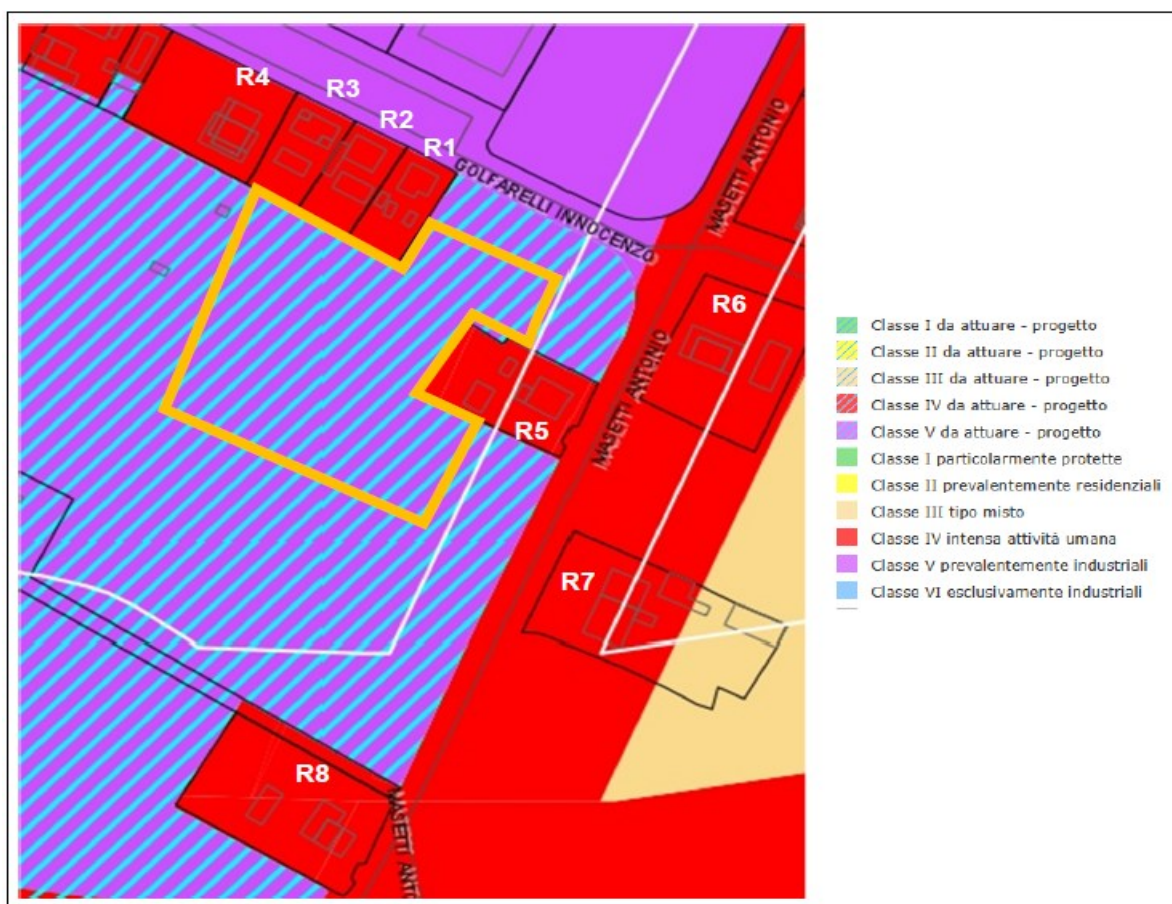 R4
R3
R2
R1
GOLFARELLI INNOCENZO
MASETTI ANTONIO
MASETTI ANTONIO
R6
R5
R7
R8
MASETTI ANTO
Classe I da attuare - progetto
Classe II da attuare - progetto
Classe III da attuare - progetto
Classe IV da attuare - progetto
Classe V da attuare - progetto
Classe I particolarmente protette
Classe II prevalentemente residenziali
Classe III tipo misto
Classe IV intensa attività umana
Classe V prevalentemente industriali
Classe VI esclusivamente industriali